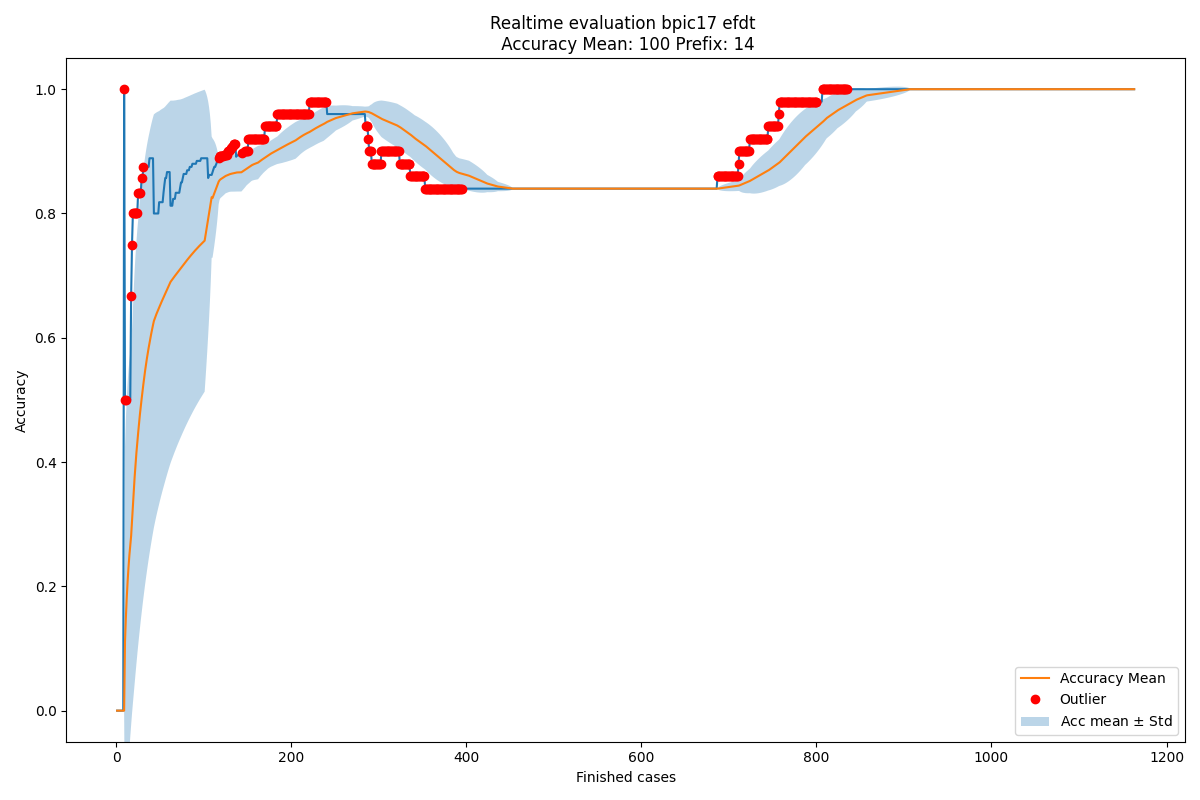 Realtime evaluation bpic17 efdt
Accuracy Mean: 100 Prefix: 14
1.0
0.8
0.6
0.4
0.2
0.0
Accuracy
0 200 400 600 800 1000 1200
Finished cases
Accuracy Mean
Outlier
Acc mean ± Std